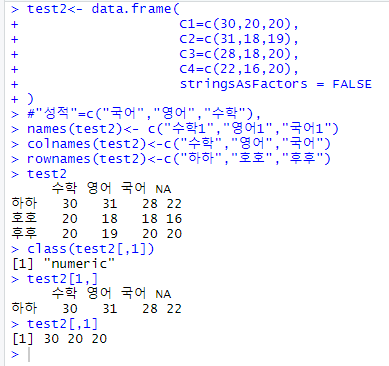 > test2<- data.frame(
+ C1=c(30,20,20),
+ C2=c(31,18,19),
+ C3=c(28,18,20),
+ C4=c(22,16,20),
+ stringsAsFactors = FALSE
+ )
> #"성적"=c("국어","영어","수학"),
> names(test2)<- c("수학1","영어1","국어1")
> colnames(test2)<-c("수학","영어","국어")
> rownames(test2)<-c("하하","호호","후후")
> test2
수학 영어 국어 NA
하하 30 31 28 22
호호 20 18 18 16
후후 20 19 20 20
> class(test2[,1])
[1] "numeric"
> test2[1,]
수학 영어 국어 NA
하하 30 31 28 22
> test2[,1]
[1] 30 20 20
>